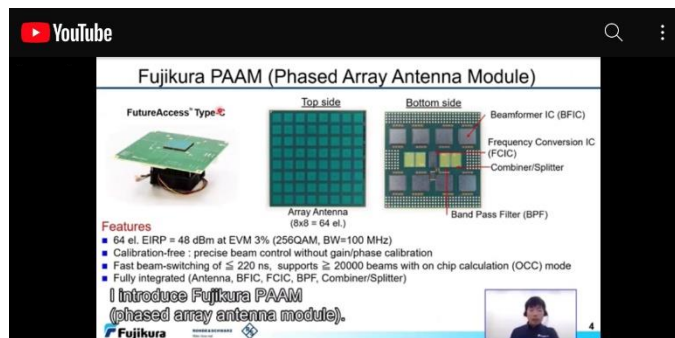 YouTube
Fujikura PAAM (Phased Array Antenna Module)
FutureAccess™ Type-C
Top side
Bottom side
Beamformer IC (BFIC)
Frequency Conversion IC
(FCIC)
Combiner/Splitter
Band Pass Filter (BPF)
Array Antenna
(8x8 = 64 el.)
Features
■ 64 el. EIRP = 48 dBm at EVM 3% (256QAM, BW=100 MHz)
■ Calibration-free : precise beam control without gain/phase calibration
■ Fast beam-switching of ≦ 220 ns, supports ≧ 20000 beams with on chip calculation (OCC) mode
■ Fully integrated (Antenna, BFIC, FCIC, BPF, Combiner/Splitter)
I introduce Fujikura PAAM
(phased array antenna module).
Fujikura
ROHDE&SCHWARZ
4